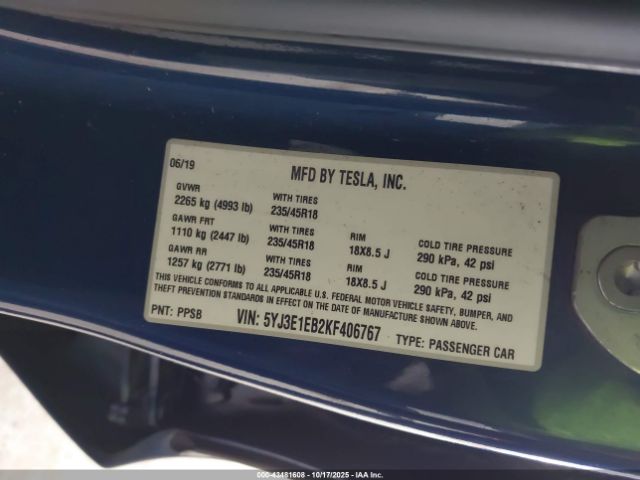 06/19 MFD BY TESLA, INC.
GVWR
2265 kg (4993 lb) WITH TIRES 235/45R18
GAWR FRT
1110 kg (2447 lb) WITH TIRES 235/45R18 RIM 18X8.5 J COLD TIRE PRESSURE 290 kPa, 42 psi
GAWR RR
1257 kg (2771 lb) WITH TIRES 235/45R18 RIM 18X8.5 J COLD TIRE PRESSURE 290 kPa, 42 psi
THIS VEHICLE CONFORMS TO ALL APPLICABLE U.S. FEDERAL MOTOR VEHICLE SAFETY, BUMPER, AND
THEFT PREVENTION STANDARDS IN EFFECT ON THE DATE OF MANUFACTURE SHOWN ABOVE.
PNT: PPSB VIN: 5YJ3E1EB2KF406767 TYPE: PASSENGER CAR
000-43481608 - 10/17/2025 - IAA Inc.